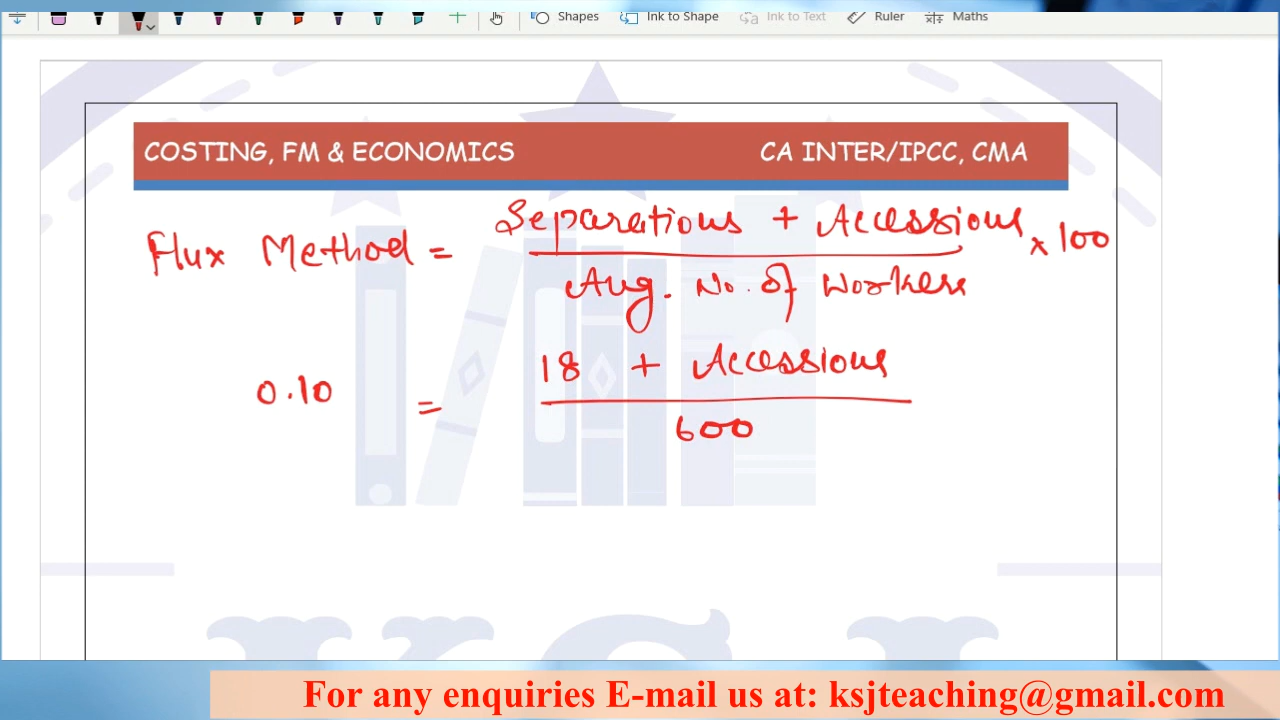 Shapes Ink to Shape Ink to Text Ruler Maths
COSTING, FM & ECONOMICS CA INTER/IPCC, CMA
Flux Method = Separations + Accessions / Avg. No. of Workers x 100
0.10 = 18 + Accessions / 600
For any enquiries E-mail us at: ksjteaching@gmail.com